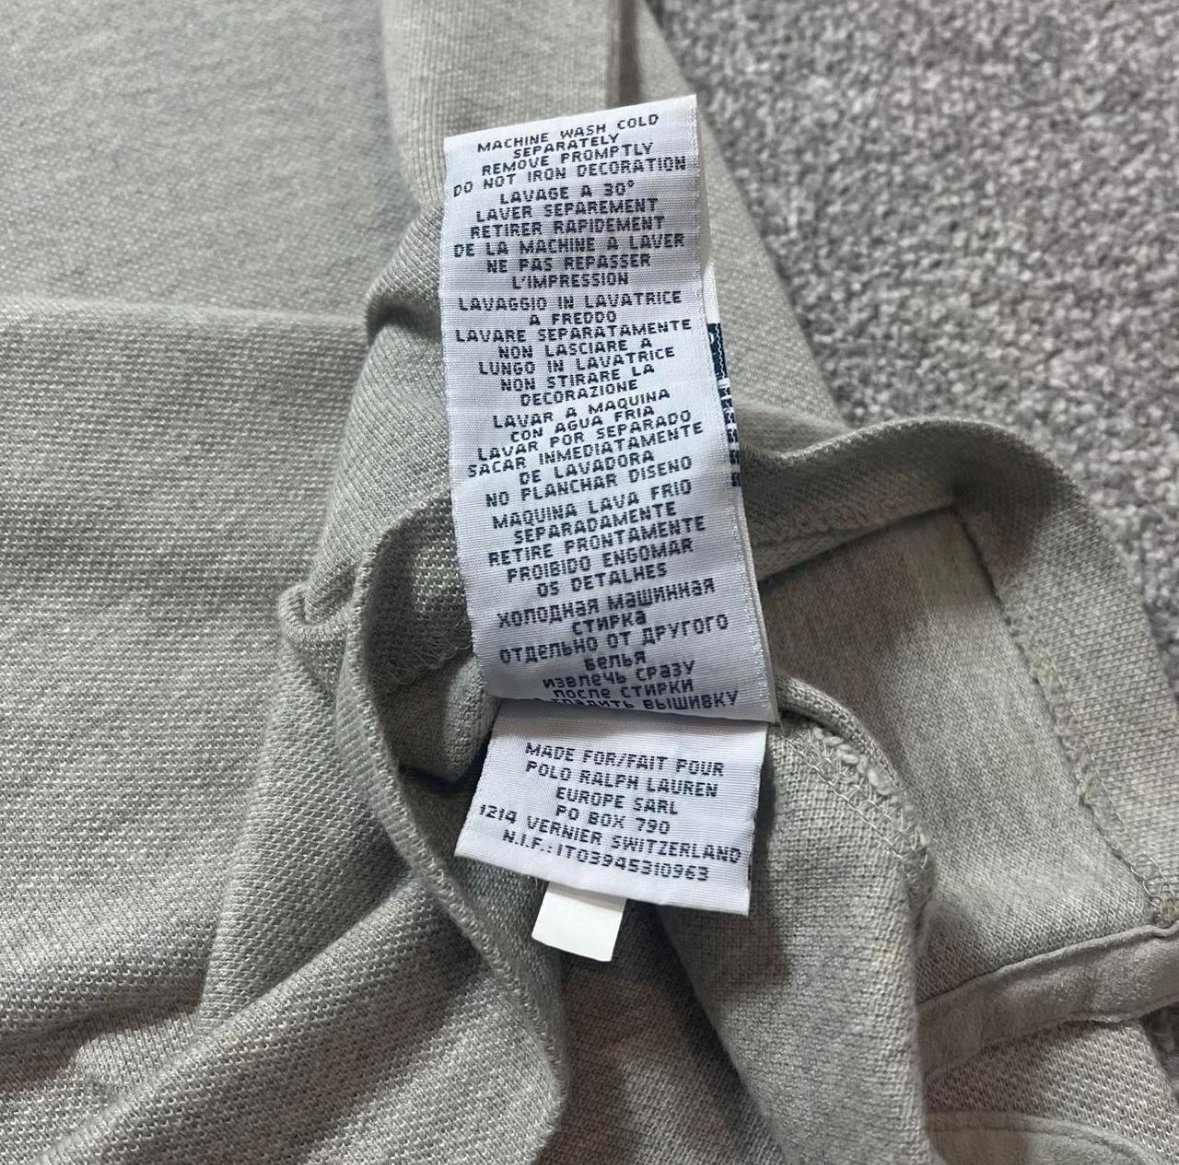 MACHINE WASH COLD
SEPARATELY
REMOVE PROMPTLY
DO NOT IRON DECORATION
LAVAGE A 30°
LAVER SEPAREMENT
RETIRER RAPIDEMENT
DE LA MACHINE A LAVER
NE PAS REPASSER
L'IMPRESSION
LAVAGGIO IN LAVATRICE
A FREDDO
LAVARE SEPARATAMENTE
NON LASCIARE A
LUNGO IN LAVATRICE
NON STIRARE LA
DECORAZIONE
LAVAR A MAQUINA
CON AGUA FRIA
LAVAR POR SEPARADO
SACAR INMEDIATAMENTE
DE LAVADORA
NO PLANCHAR DISENO
MAQUINA LAVA FRIO
SEPARADAMENTE
RETIRE PRONTAMENTE
PROIBIDO ENGOMAR
OS DETALHES
ХОЛОДНАЯ МАШИННАЯ
СТИРКА
ОТДЕЛЬНО ОТ ДРУГОГО
БЕЛЬЯ
ИЗВЛЕЧЬ СРАЗУ
ПОСЛЕ СТИРКИ
ГЛАДИТЬ ВЫШИВКУ
MADE FOR/FAIT POUR
POLO RALPH LAUREN
EUROPE SARL
PO BOX 790
1214 VERNIER SWITZERLAND
N.I.F.:IT03945310963